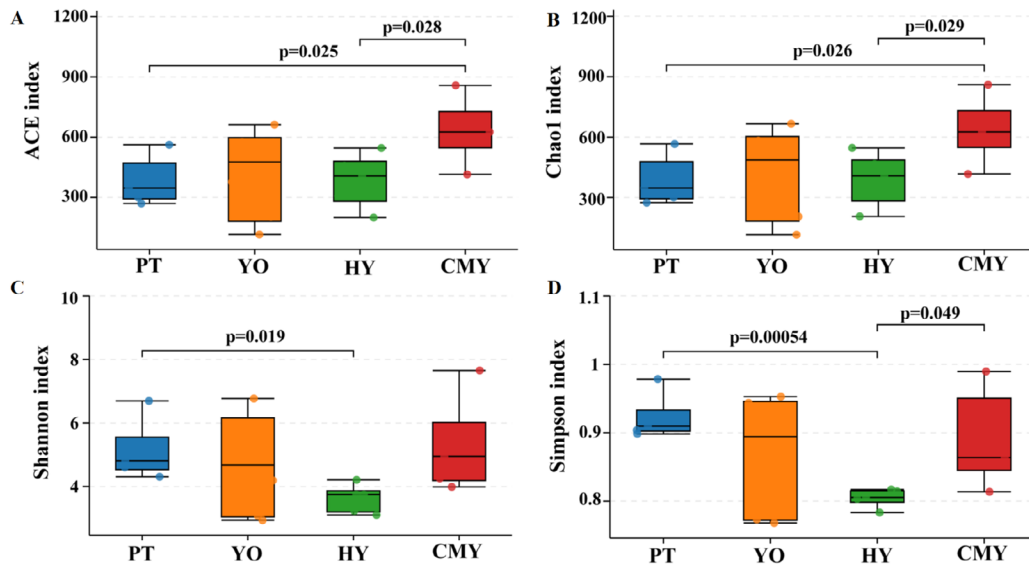 A
ACE index
1200
900
600
300
p=0.025
p=0.028
PT YO HY CMY
B
Chao1 index
1200
900
600
300
p=0.026
p=0.029
PT YO HY CMY
C
Shannon index
10
8
6
4
p=0.019
PT YO HY CMY
D
Simpson index
1.1
1
0.9
0.8
p=0.00054
p=0.049
PT YO HY CMY